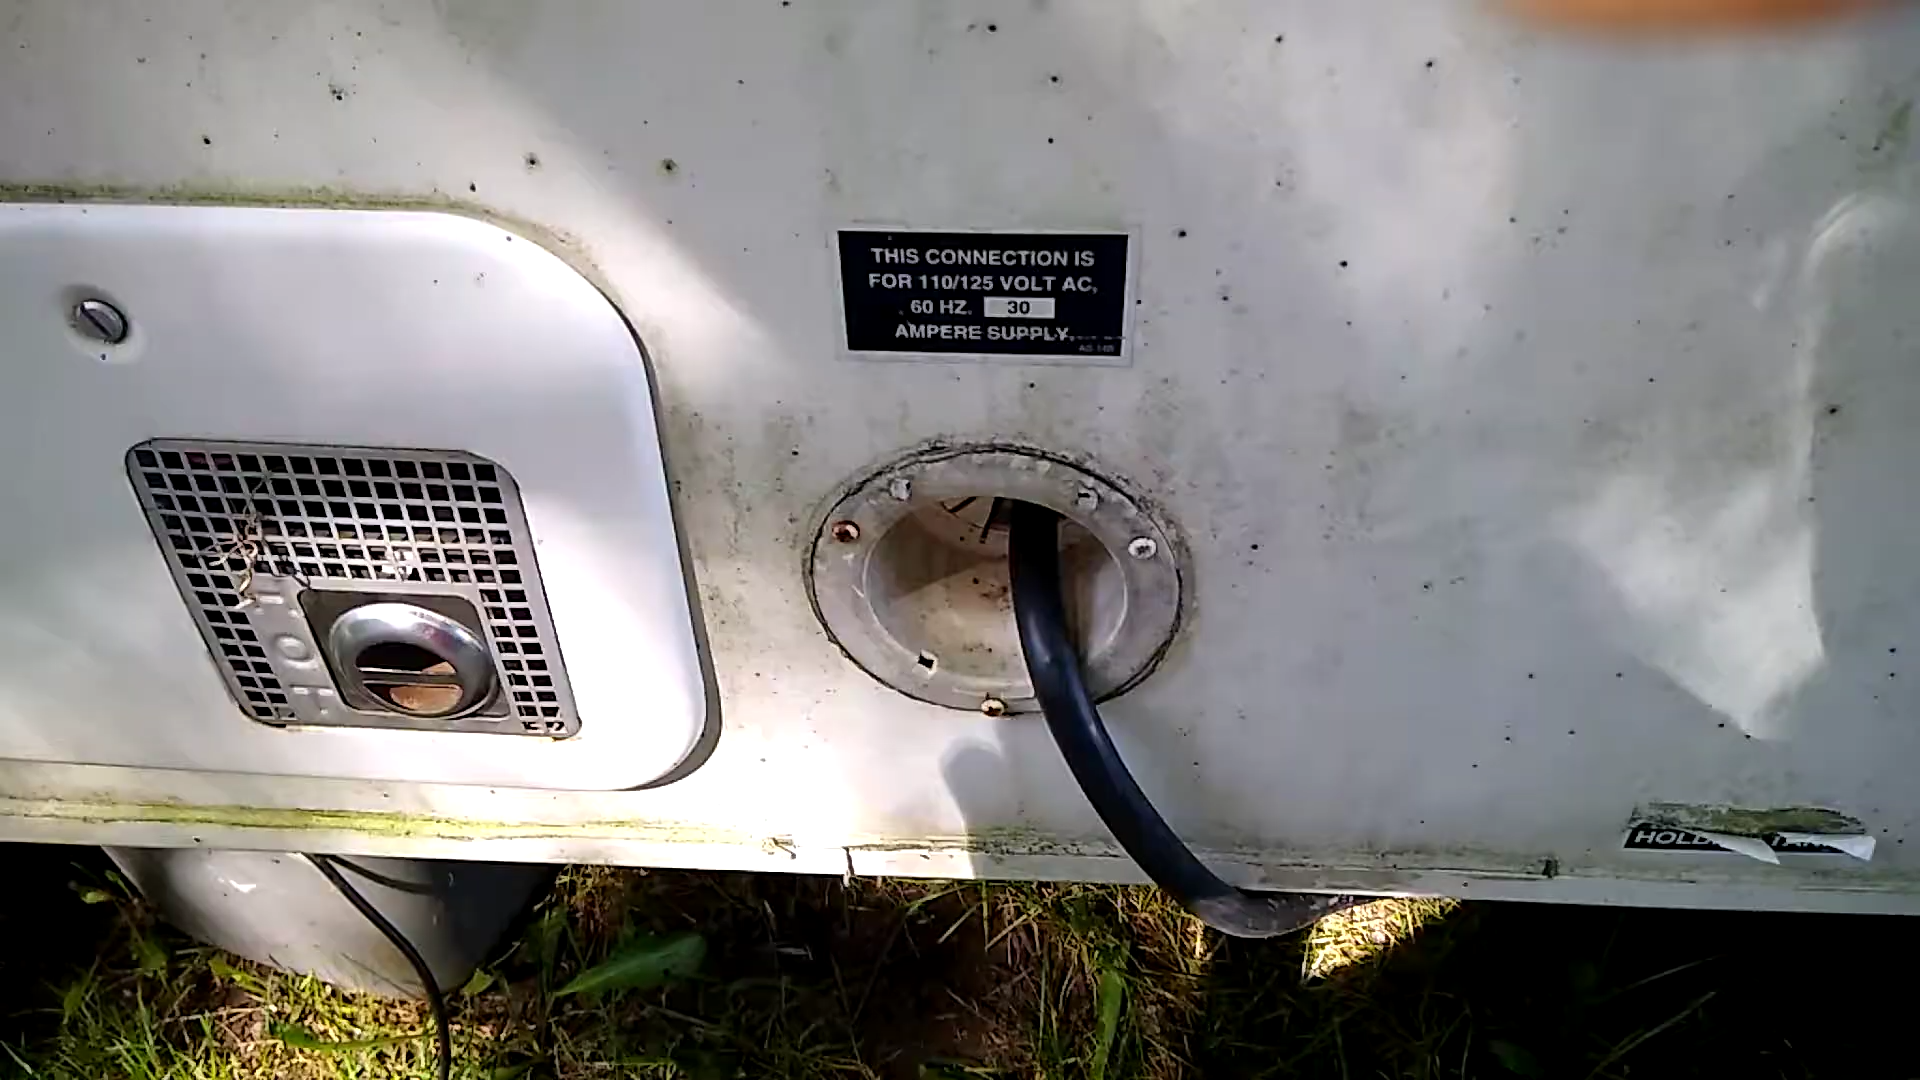 THIS CONNECTION IS
FOR 110/125 VOLT AC,
60 HZ. 30
AMPERE SUPPLY.